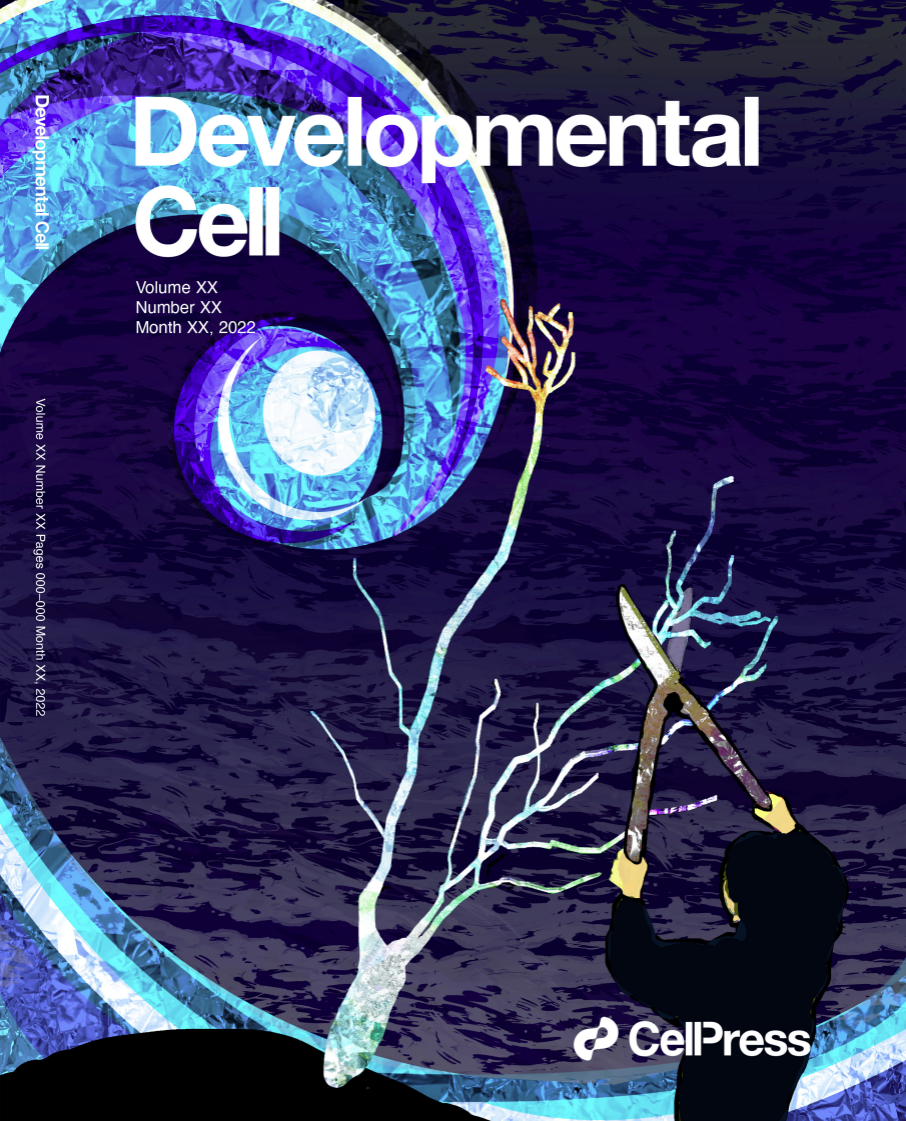 Developmental
Cell
Volume XX
Number XX
Month XX, 2022
Developmental Cell
Volume XX Number XX Pages 000–000 Month XX, 2022
CellPress